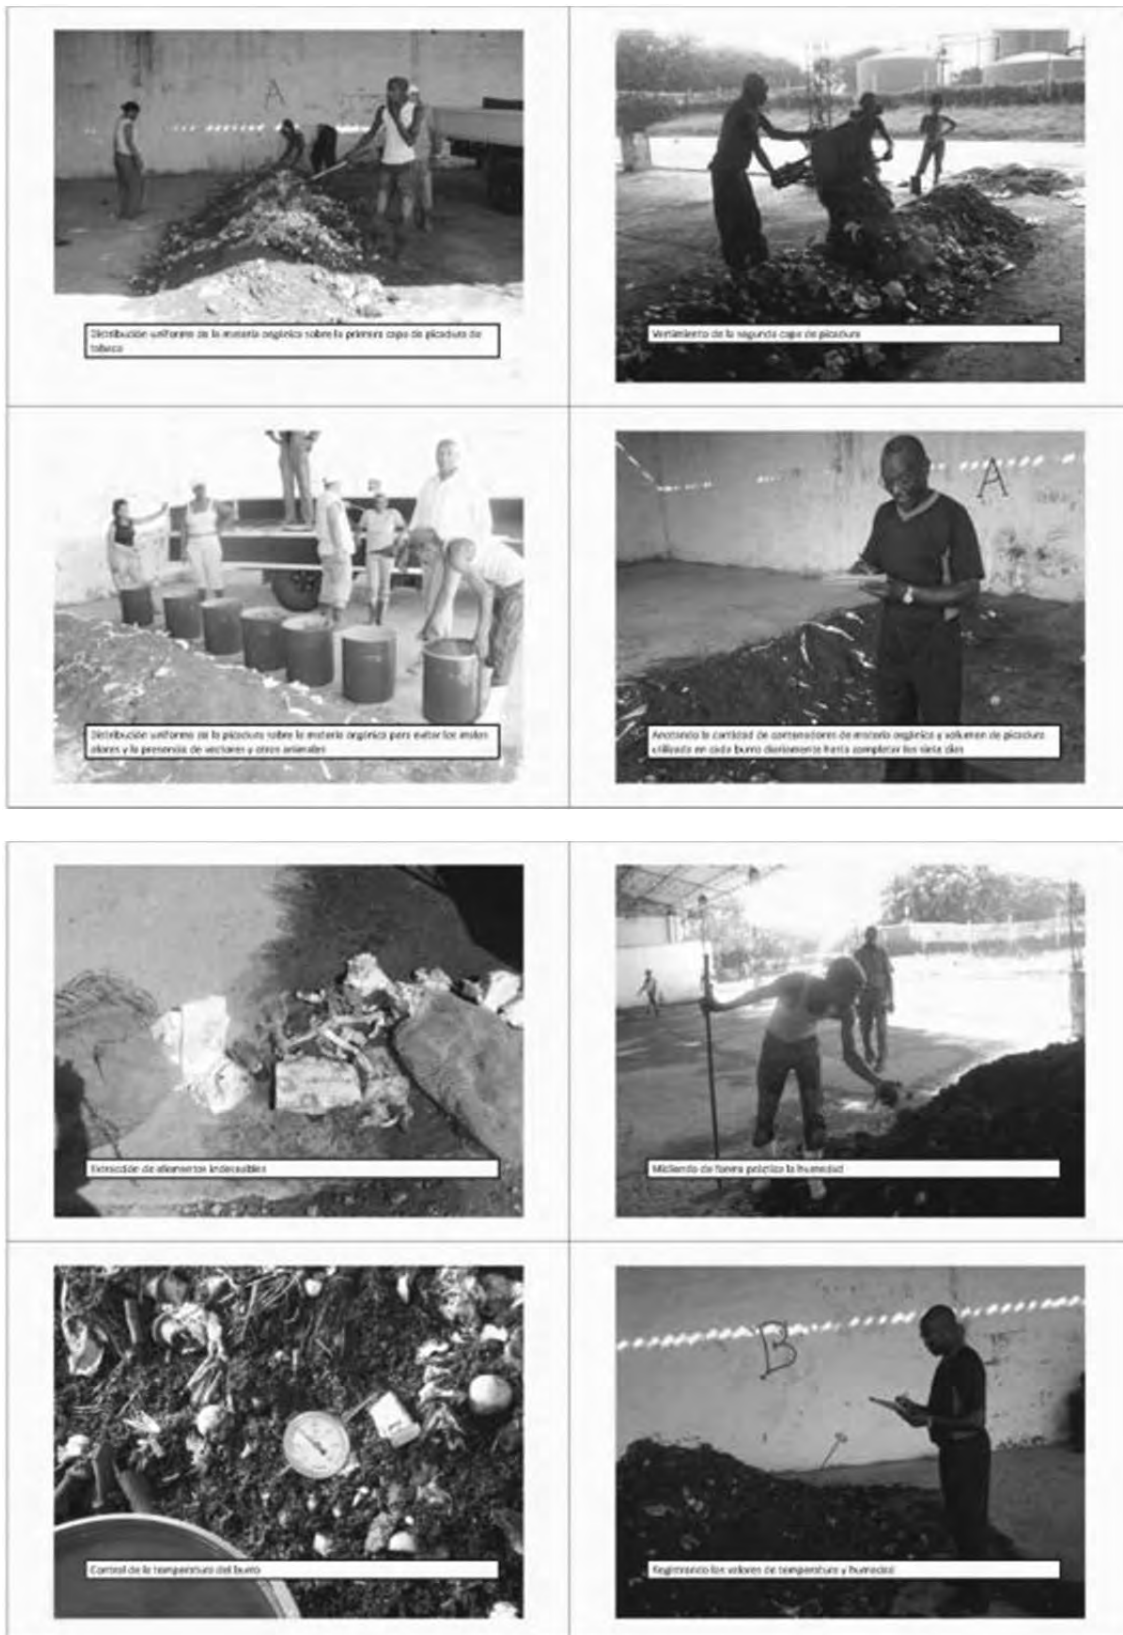 A
Distribución uniforme de la materia orgánica sobre la primera capa de picadura de
tabaco
Vertimiento de la segunda capa de picadura
Distribución uniforme de la picadura sobre la materia orgánica para evitar los malos
olores y la presencia de vectores y otros animales
A
Anotando la cantidad de contenedores de materia orgánica y volumen de picadura
utilizada en cada burro diariamente hasta completar los siete días
Extracción de elementos indeseables
Midiendo de forma práctica la humedad
Control de la temperatura del burro
B
Registrando los valores de temperatura y humedad